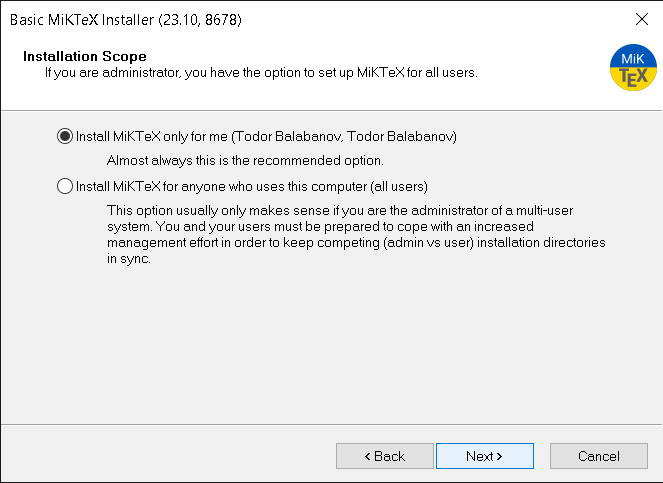 Basic MiKTeX Installer (23.10, 8678)
Installation Scope
If you are administrator, you have the option to set up MiKTeX for all users.
MiK
TEX
Install MiKTeX only for me (Todor Balabanov, Todor Balabanov)
Almost always this is the recommended option.
Install MiKTeX for anyone who uses this computer (all users)
This option usually only makes sense if you are the administrator of a multi-user
system. You and your users must be prepared to cope with an increased
management effort in order to keep competing (admin vs user) installation directories
in sync.
< Back
Next >
Cancel